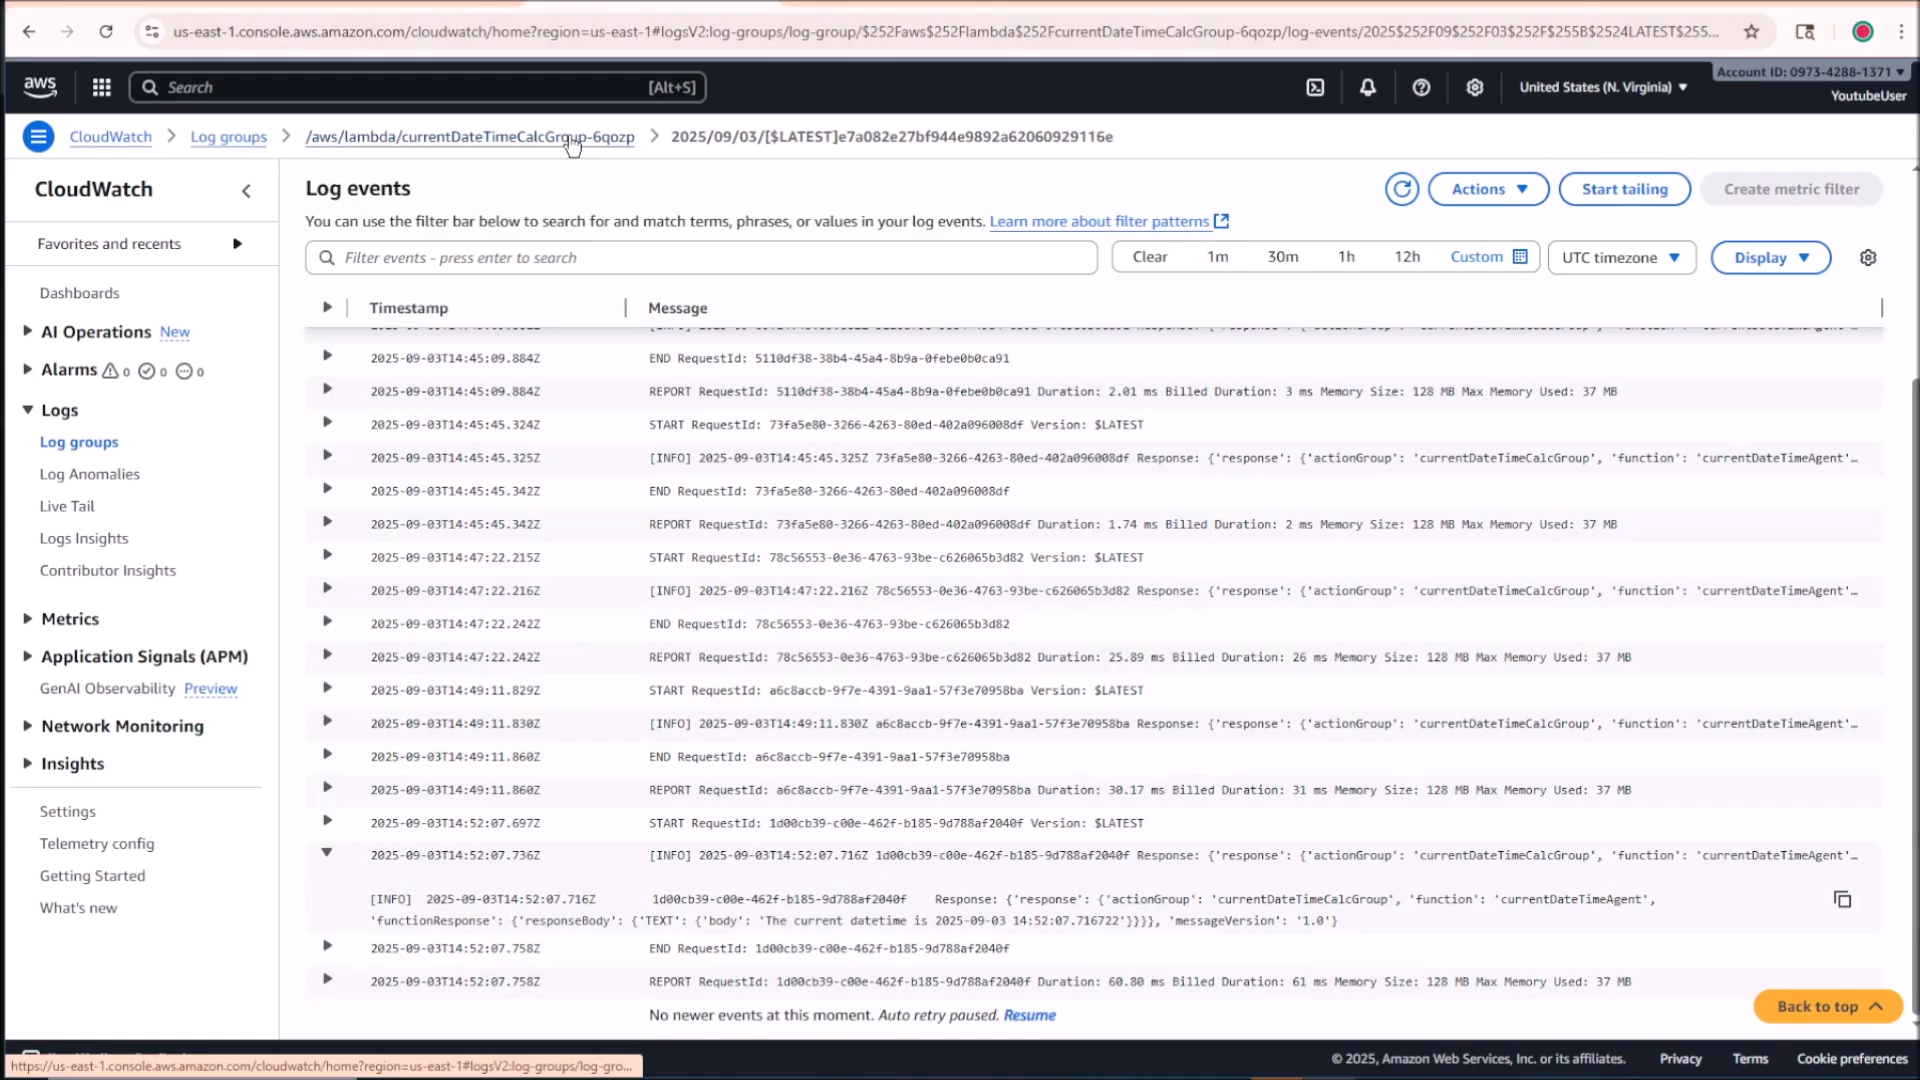 us-east-1.console.aws.amazon.com/cloudwatch/home?region=us-east-1#logsV2:log-groups/log-group/$252Faws$252Flambda$252FcurrentDateTimeCalcGroup-6qozp/log-events/2025$252F09$252F03$252F$255B$2524LATEST$255...
aws
Search [Alt+S]
United States (N. Virginia)
Account ID: 0973-4288-1371
YoutubeUser
CloudWatch
Log groups
/aws/lambda/currentDateTimeCalcGroup-6qozp
2025/09/03/[$LATEST]e7a082e27bf944e9892a62060929116e
CloudWatch
Favorites and recents
Dashboards
AI Operations New
Alarms 0 0 0
Logs
Log groups
Log Anomalies
Live Tail
Logs Insights
Contributor Insights
Metrics
Application Signals (APM)
GenAI Observability Preview
Network Monitoring
Insights
Settings
Telemetry config
Getting Started
What's new
Log events
Actions
Start tailing
Create metric filter
You can use the filter bar below to search for and match terms, phrases, or values in your log events. Learn more about filter patterns
Filter events - press enter to search
Clear 1m 30m 1h 12h Custom
UTC timezone
Display
Timestamp Message
2025-09-03T14:45:09.884Z END RequestId: 5110df38-38b4-45a4-8b9a-0febe0b0ca91
2025-09-03T14:45:09.884Z REPORT RequestId: 5110df38-38b4-45a4-8b9a-0febe0b0ca91 Duration: 2.01 ms Billed Duration: 3 ms Memory Size: 128 MB Max Memory Used: 37 MB
2025-09-03T14:45:45.324Z START RequestId: 73fa5e80-3266-4263-80ed-402a096008df Version: $LATEST
2025-09-03T14:45:45.325Z [INFO] 2025-09-03T14:45:45.325Z 73fa5e80-3266-4263-80ed-402a096008df Response: {'response': {'actionGroup': 'currentDateTimeCalcGroup', 'function': 'currentDateTimeAgent'…
2025-09-03T14:45:45.342Z END RequestId: 73fa5e80-3266-4263-80ed-402a096008df
2025-09-03T14:45:45.342Z REPORT RequestId: 73fa5e80-3266-4263-80ed-402a096008df Duration: 1.74 ms Billed Duration: 2 ms Memory Size: 128 MB Max Memory Used: 37 MB
2025-09-03T14:47:22.215Z START RequestId: 78c56553-0e36-4763-93be-c626065b3d82 Version: $LATEST
2025-09-03T14:47:22.216Z [INFO] 2025-09-03T14:47:22.216Z 78c56553-0e36-4763-93be-c626065b3d82 Response: {'response': {'actionGroup': 'currentDateTimeCalcGroup', 'function': 'currentDateTimeAgent'…
2025-09-03T14:47:22.242Z END RequestId: 78c56553-0e36-4763-93be-c626065b3d82
2025-09-03T14:47:22.242Z REPORT RequestId: 78c56553-0e36-4763-93be-c626065b3d82 Duration: 25.89 ms Billed Duration: 26 ms Memory Size: 128 MB Max Memory Used: 37 MB
2025-09-03T14:49:11.829Z START RequestId: a6c8accb-9f7e-4391-9aa1-57f3e70958ba Version: $LATEST
2025-09-03T14:49:11.830Z [INFO] 2025-09-03T14:49:11.830Z a6c8accb-9f7e-4391-9aa1-57f3e70958ba Response: {'response': {'actionGroup': 'currentDateTimeCalcGroup', 'function': 'currentDateTimeAgent'…
2025-09-03T14:49:11.860Z END RequestId: a6c8accb-9f7e-4391-9aa1-57f3e70958ba
2025-09-03T14:49:11.860Z REPORT RequestId: a6c8accb-9f7e-4391-9aa1-57f3e70958ba Duration: 30.17 ms Billed Duration: 31 ms Memory Size: 128 MB Max Memory Used: 37 MB
2025-09-03T14:52:07.697Z START RequestId: 1d00cb39-c00e-462f-b185-9d788af2040f Version: $LATEST
2025-09-03T14:52:07.736Z [INFO] 2025-09-03T14:52:07.716Z 1d00cb39-c00e-462f-b185-9d788af2040f Response: {'response': {'actionGroup': 'currentDateTimeCalcGroup', 'function': 'currentDateTimeAgent'…
[INFO] 2025-09-03T14:52:07.716Z 1d00cb39-c00e-462f-b185-9d788af2040f Response: {'response': {'actionGroup': 'currentDateTimeCalcGroup', 'function': 'currentDateTimeAgent',
'functionResponse': {'responseBody': {'TEXT': {'body': 'The current datetime is 2025-09-03 14:52:07.716722'}}}}, 'messageVersion': '1.0'}
2025-09-03T14:52:07.758Z END RequestId: 1d00cb39-c00e-462f-b185-9d788af2040f
2025-09-03T14:52:07.758Z REPORT RequestId: 1d00cb39-c00e-462f-b185-9d788af2040f Duration: 60.80 ms Billed Duration: 61 ms Memory Size: 128 MB Max Memory Used: 37 MB
No newer events at this moment. Auto retry paused. Resume
Back to top
© 2025, Amazon Web Services, Inc. or its affiliates. Privacy Terms Cookie preferences
https://us-east-1.console.aws.amazon.com/cloudwatch/home?region=us-east-1#logsV2:log-groups/log-gro...